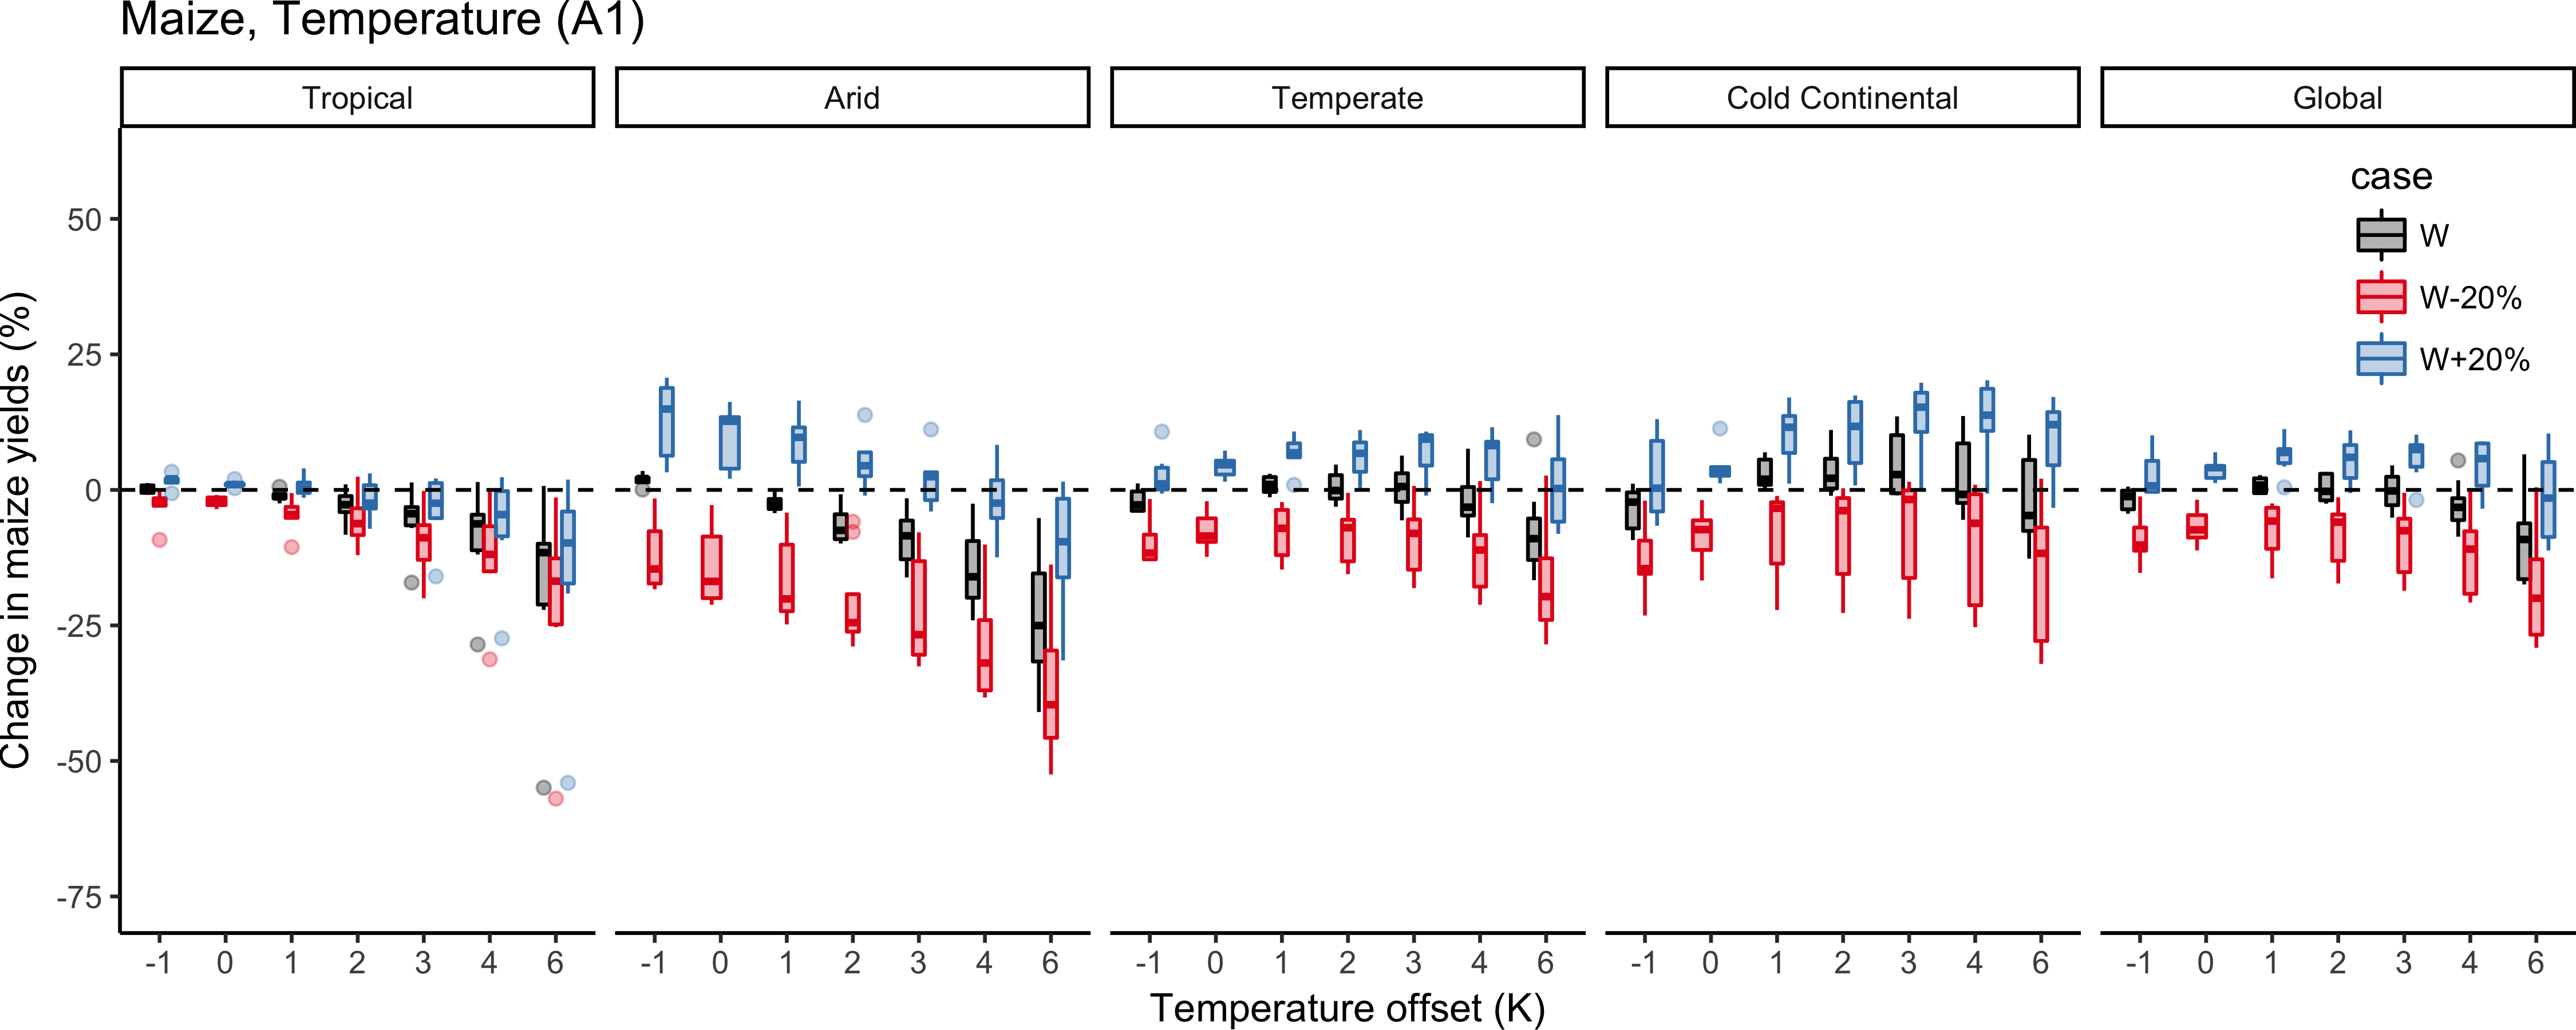 Maize, Temperature (A1)
Tropical
Arid
Temperate
Cold Continental
Global
case
W
W-20%
W+20%
Change in maize yields (%)
50
25
0
-25
-50
-75
-1 0 1 2 3 4 6
-1 0 1 2 3 4 6
-1 0 1 2 3 4 6
-1 0 1 2 3 4 6
-1 0 1 2 3 4 6
Temperature offset (K)